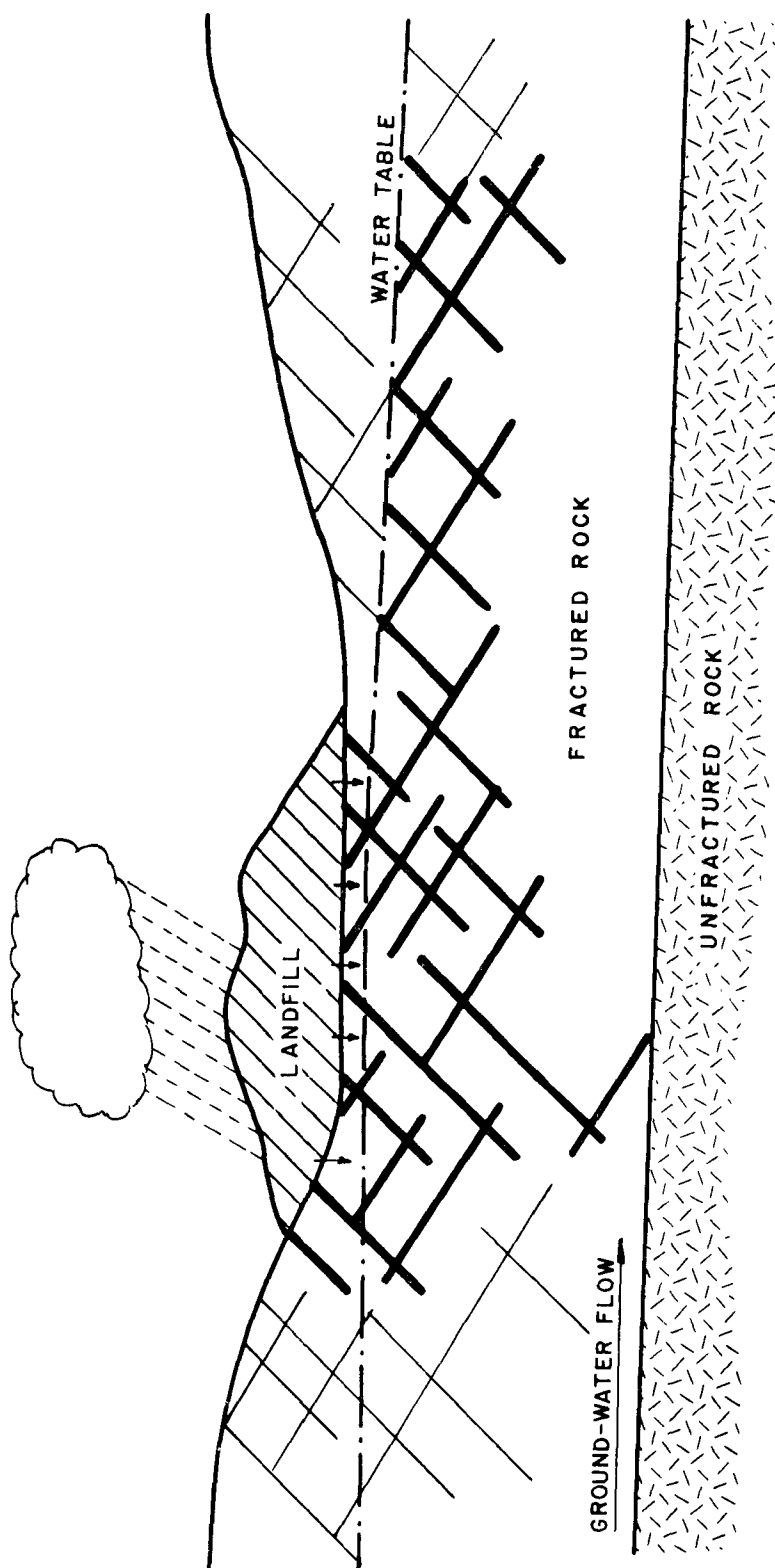 LANDFILL
WATER TABLE
FRACTURED ROCK
GROUND-WATER FLOW
UNFRACTURED ROCK